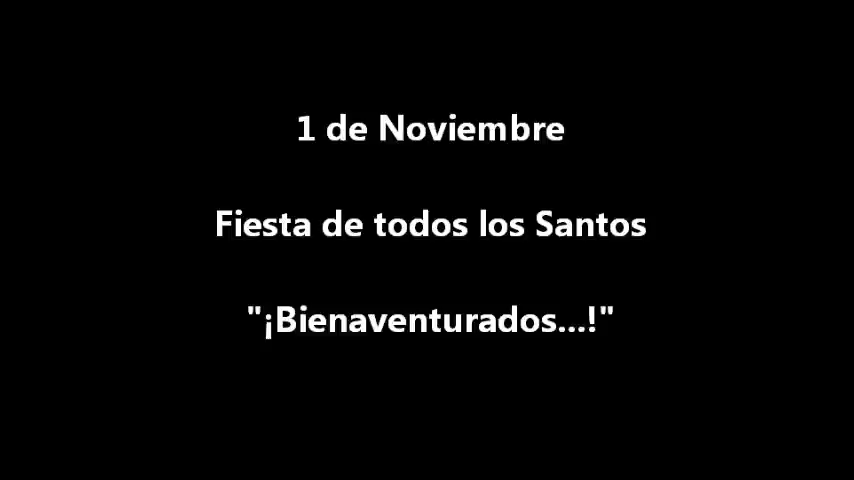 1 de Noviembre
Fiesta de todos los Santos
"¡Bienaventurados...!"